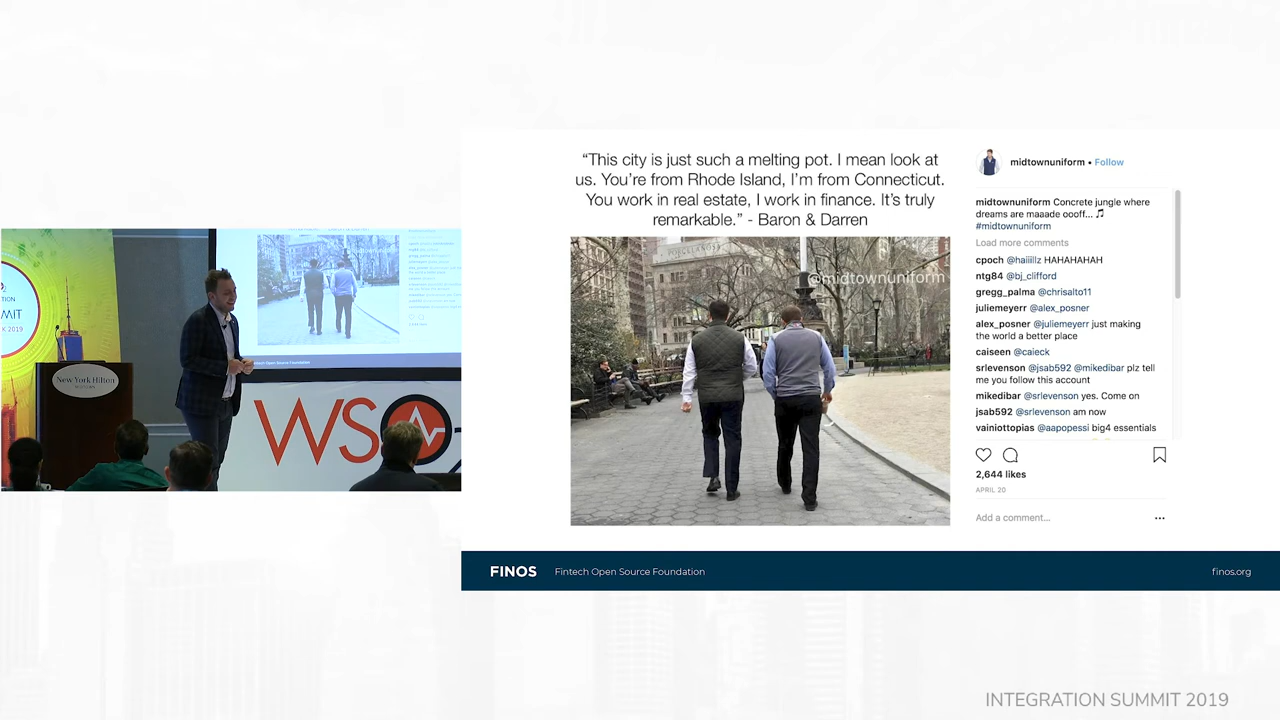 “This city is just such a melting pot. I mean look at
us. You’re from Rhode Island, I’m from Connecticut.
You work in real estate, I work in finance. It’s truly
remarkable.” - Baron & Darren
@midtownuniform
midtownuniform • Follow
midtownuniform Concrete jungle where
dreams are maaade oooff... 🎵
#midtownuniform
Load more comments
cpoch @haiiillz HAHAHAHAH
ntg84 @bj_clifford
gregg_palma @chrisalto11
juliemeyerr @alex_posner
alex_posner @juliemeyerr just making
the world a better place
caiseen @caieck
srlevenson @jsab592 @mikedibar plz tell
me you follow this account
mikedibar @srlevenson yes. Come on
jsab592 @srlevenson am now
vainiottopias @aapopessi big4 essentials
2,644 likes
APRIL 20
Add a comment...
FINOS Fintech Open Source Foundation finos.org
New York Hilton
WSO2
INTEGRATION SUMMIT 2019